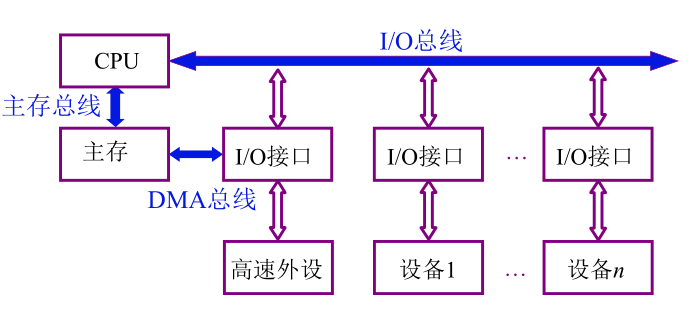 I/O总线
CPU
主存总线
主存
I/O接口
I/O接口
…
I/O接口
DMA总线
高速外设
设备1
…
设备n